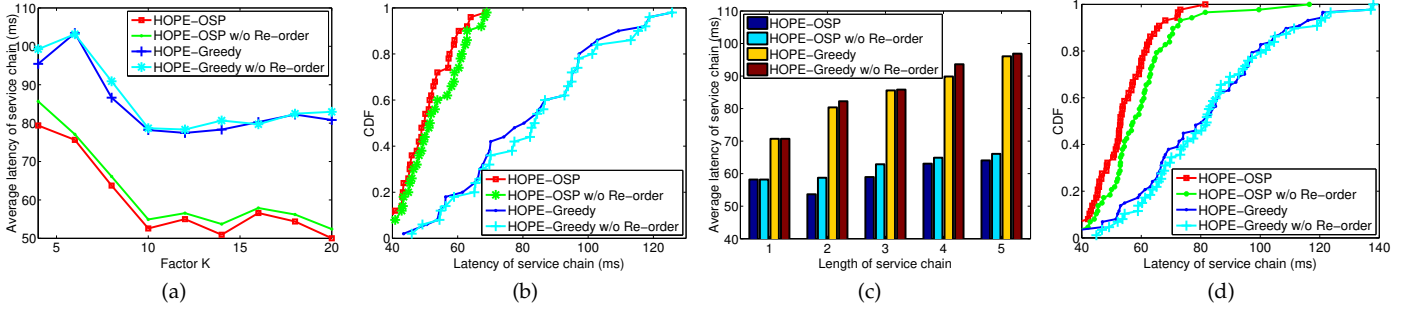 Average latency of service chain (ms)
110
100
90
80
70
60
50
5
10
15
20
Factor K
HOPE−OSP
HOPE−OSP w/o Re−order
HOPE−Greedy
HOPE−Greedy w/o Re−order
(a)
CDF
1
0.8
0.6
0.4
0.2
0
40
60
80
100
120
Latency of service chain (ms)
HOPE−OSP
HOPE−OSP w/o Re−order
HOPE−Greedy
HOPE−Greedy w/o Re−order
(b)
Average latency of service chain (ms)
110
100
90
80
70
60
50
40
1
2
3
4
5
Length of service chain
HOPE−OSP
HOPE−OSP w/o Re−order
HOPE−Greedy
HOPE−Greedy w/o Re−order
(c)
CDF
1
0.8
0.6
0.4
0.2
0
40
60
80
100
120
140
Latency of service chain (ms)
HOPE−OSP
HOPE−OSP w/o Re−order
HOPE−Greedy
HOPE−Greedy w/o Re−order
(d)